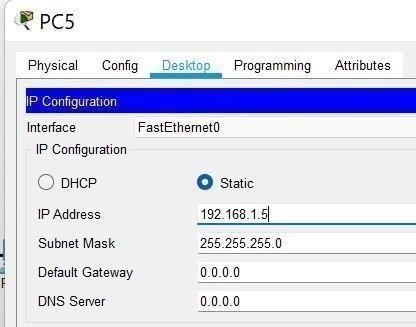 PC5
Physical Config Desktop Programming Attributes
IP Configuration
Interface FastEthernet0
IP Configuration
DHCP Static
IP Address 192.168.1.5
Subnet Mask 255.255.255.0
Default Gateway 0.0.0.0
DNS Server 0.0.0.0